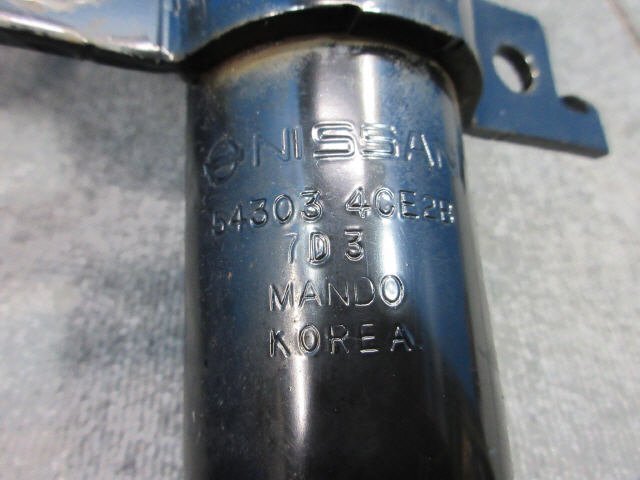 NISSAN
54303 4CE2B
7D3
MANDO
KOREA